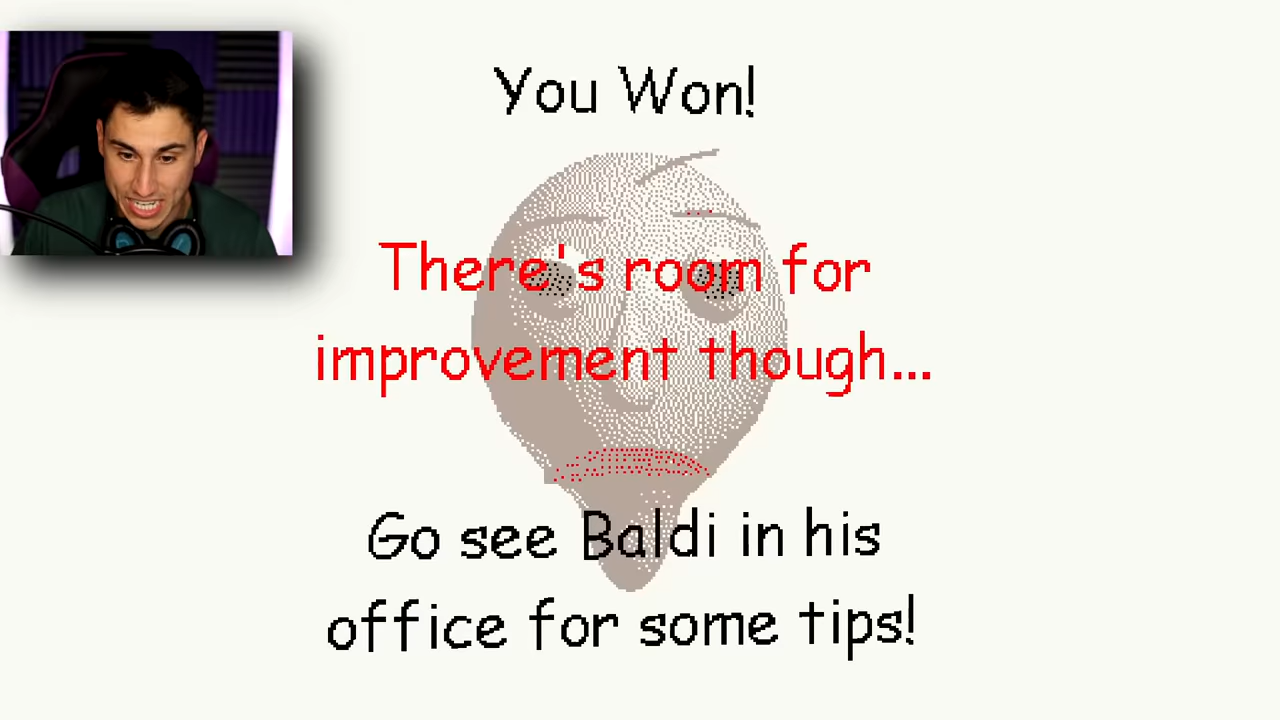 You Won!
There's room for
improvement though...
Go see Baldi in his
office for some tips!